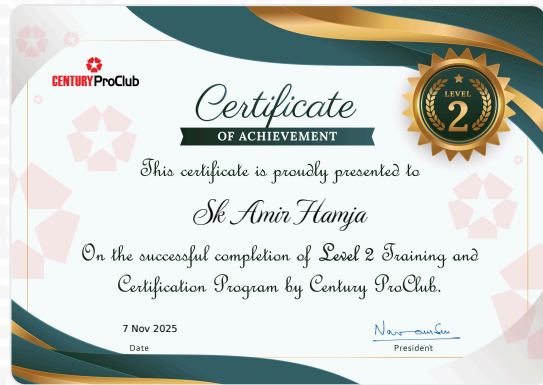 CENTURY ProClub
LEVEL
2
Certificate
OF ACHIEVEMENT
This certificate is proudly presented to
Sk Amir Hamja
On the successful completion of Level 2 Training and
Certification Program by Century ProClub.
7 Nov 2025
Date
President